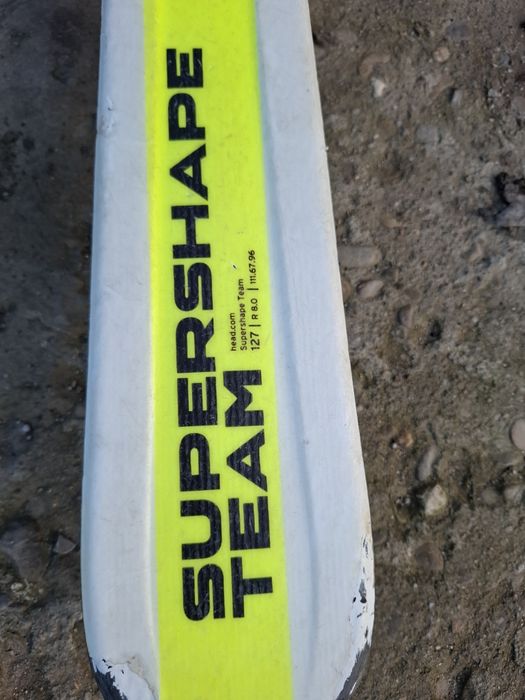 SUPERSHAPE
TEAM
head.com
Supershape Team
127 | R 8.0 | 111.67.96